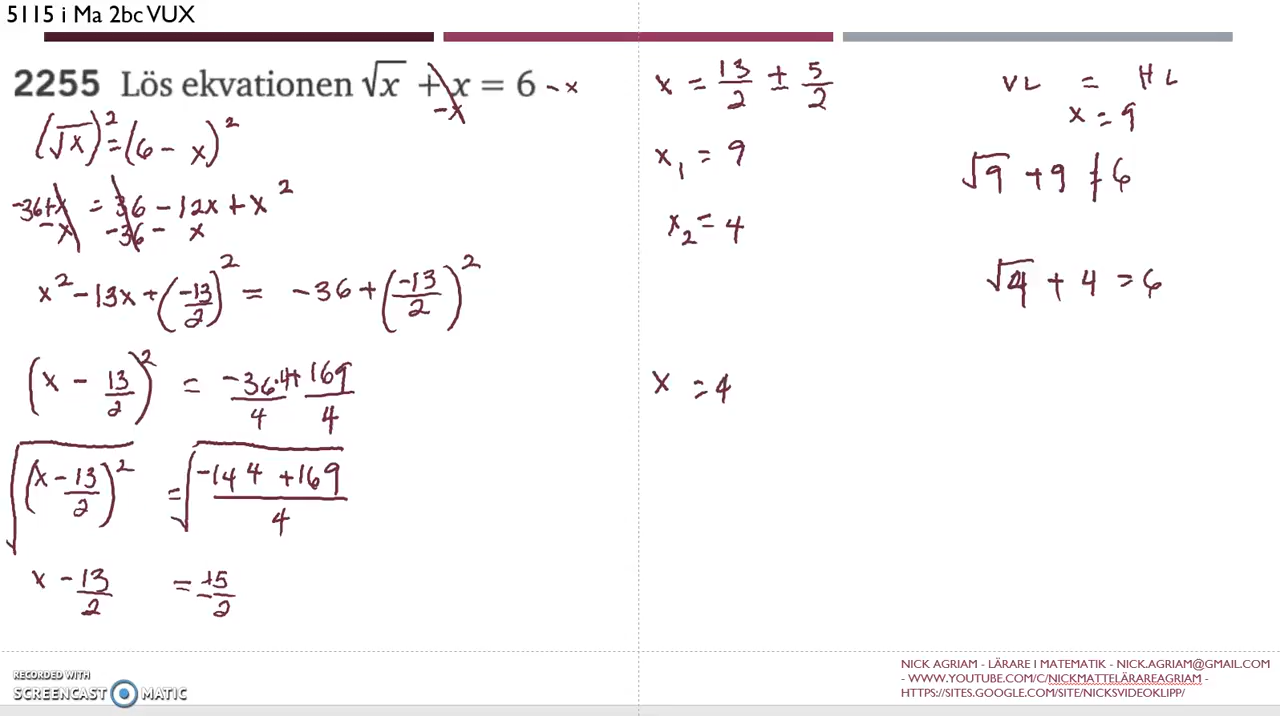 5115 i Ma 2bc VUX
2255 Lös ekvationen √x + x = 6 - x
- x
(√x)² = (6 - x)²
-36+x = 36 - 12x + x²
- x -36 - x
x² - 13x + (-13/2)² = -36 + (-13/2)²
(x - 13/2)² = -36·4/4 + 169/4
√(x - 13/2)² = √(-144 + 169)/4
x - 13/2 = ±5/2
x = 13/2 ± 5/2
x₁ = 9
x₂ = 4
x = 4
VL = HL
x = 9
√9 + 9 ≠ 6
√4 + 4 = 6
RECORDED WITH
SCREENCAST MATIC
NICK AGRIAM - LÄRARE I MATEMATIK - NICK.AGRIAM@GMAIL.COM
- WWW.YOUTUBE.COM/C/NICKMATTELÄRAREAGRIAM -
HTTPS://SITES.GOOGLE.COM/SITE/NICKSVIDEOKLIPP/